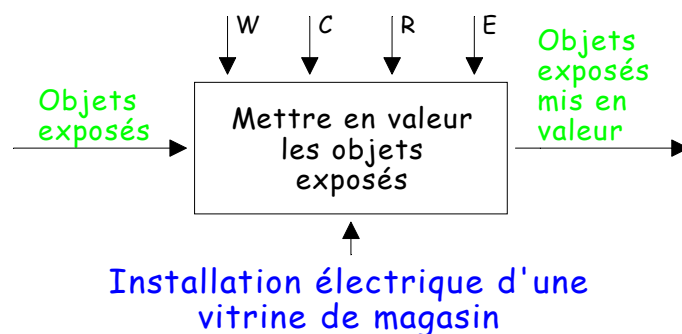 W C R E
Objets
exposés
Mettre en valeur
les objets
exposés
Objets
exposés
mis en
valeur
Installation électrique d'une
vitrine de magasin